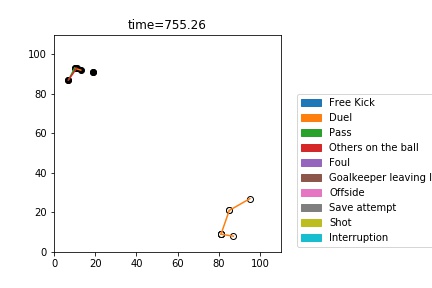 time=755.26
100
80
60
40
20
0
0 20 40 60 80 100
Free Kick
Duel
Pass
Others on the ball
Foul
Goalkeeper leaving l
Offside
Save attempt
Shot
Interruption